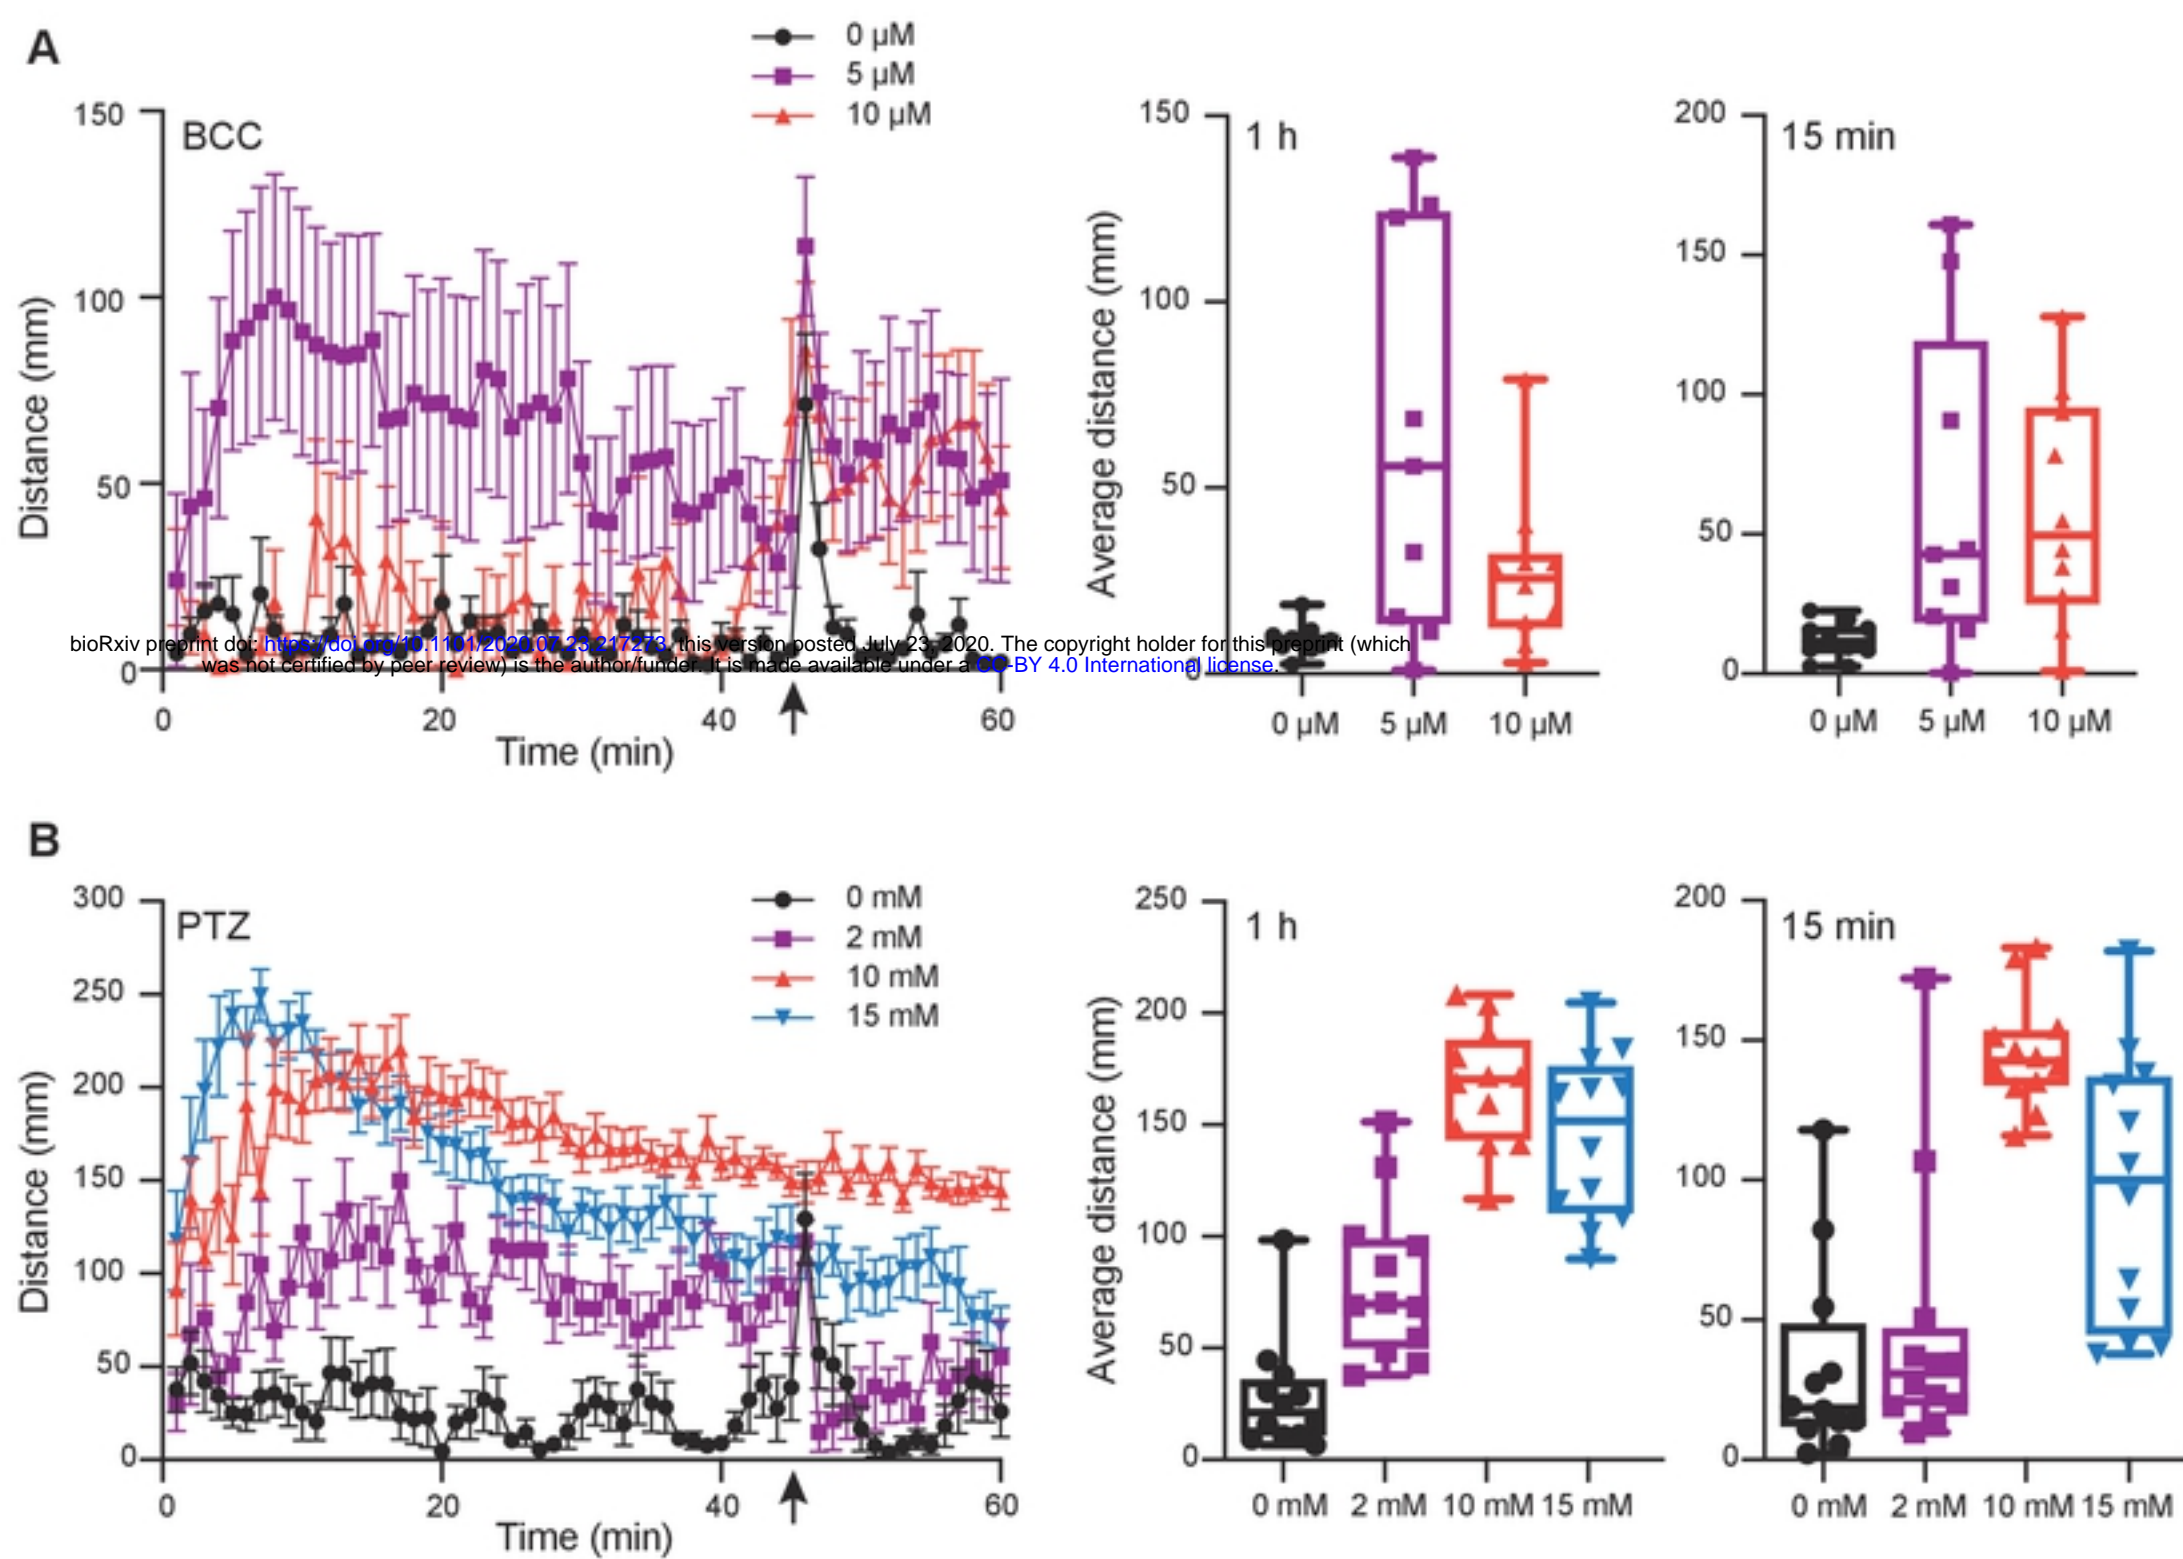 A
0 µM
5 µM
10 µM
BCC
150
100
50
0
Distance (mm)
0 20 40 60
Time (min)
1 h
150
100
50
0
Average distance (mm)
0 µM 5 µM 10 µM
15 min
200
150
100
50
0
0 µM 5 µM 10 µM
bioRxiv preprint doi: https://doi.org/10.1101/2020.07.23.217273. this version posted July 23, 2020. The copyright holder for this preprint (which
was not certified by peer review) is the author/funder. It is made available under a CC-BY 4.0 International license.
B
0 mM
2 mM
10 mM
15 mM
PTZ
300
250
200
150
100
50
0
Distance (mm)
0 20 40 60
Time (min)
1 h
250
200
150
100
50
0
Average distance (mm)
0 mM 2 mM 10 mM 15 mM
15 min
200
150
100
50
0
0 mM 2 mM 10 mM 15 mM